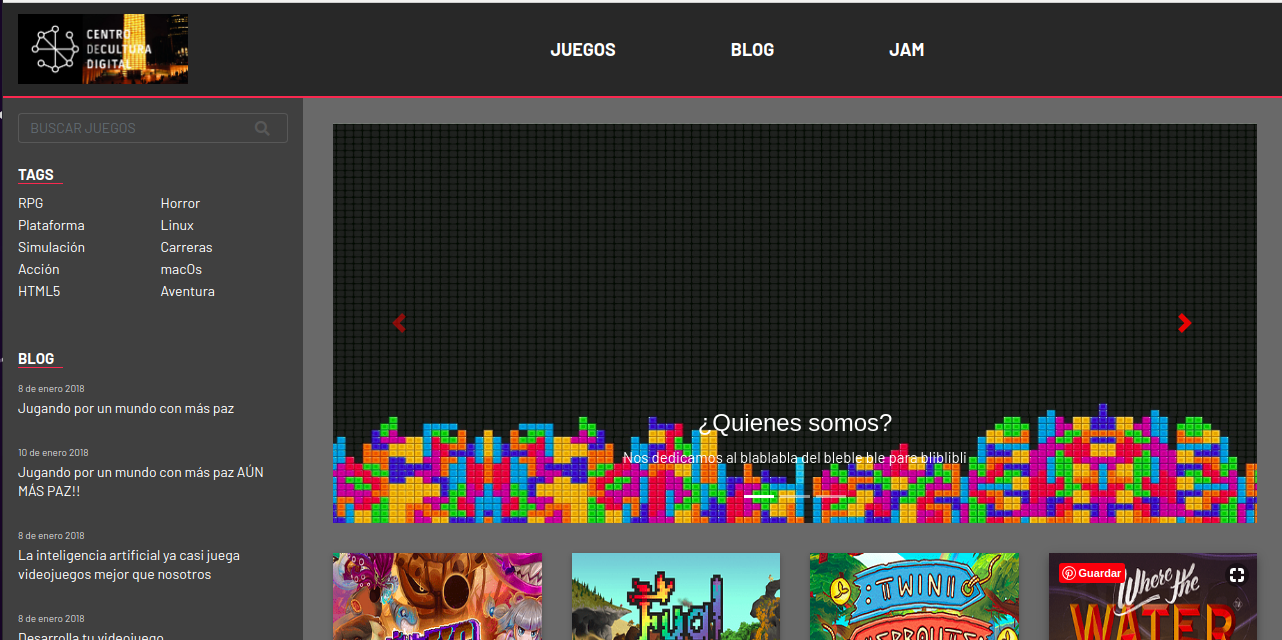 CENTRO
DECULTURA
DIGITAL
JUEGOS
BLOG
JAM
BUSCAR JUEGOS
TAGS
RPG
Horror
Plataforma
Linux
Simulación
Carreras
Acción
macOs
HTML5
Aventura
BLOG
8 de enero 2018
Jugando por un mundo con más paz
10 de enero 2018
Jugando por un mundo con más paz AÚN
MÁS PAZ!!
8 de enero 2018
La inteligencia artificial ya casi juega
videojuegos mejor que nosotros
8 de enero 2018
Desarrolla tu videojuego
¿Quienes somos?
Nos dedicamos al blablabla del bleble ble para bliblibli
TWIN
Guardar
Where the
WATER